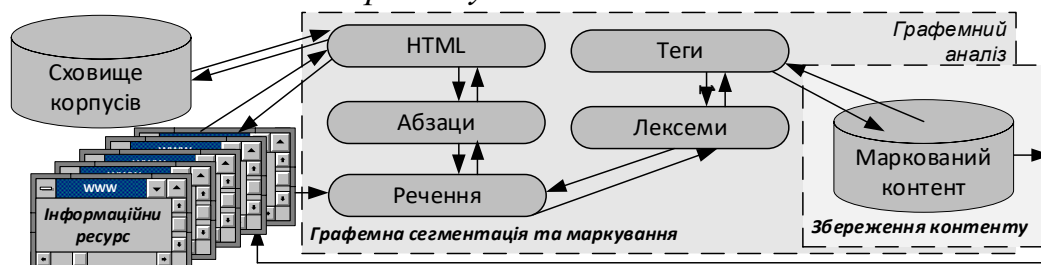 HTML
Теги
Графемний
аналіз
Сховище
корпусів
Абзаци
Лексеми
Маркований
контент
Речення
www
Інформаційни
ресурс
Графемна сегментація та маркування
Збереження контенту